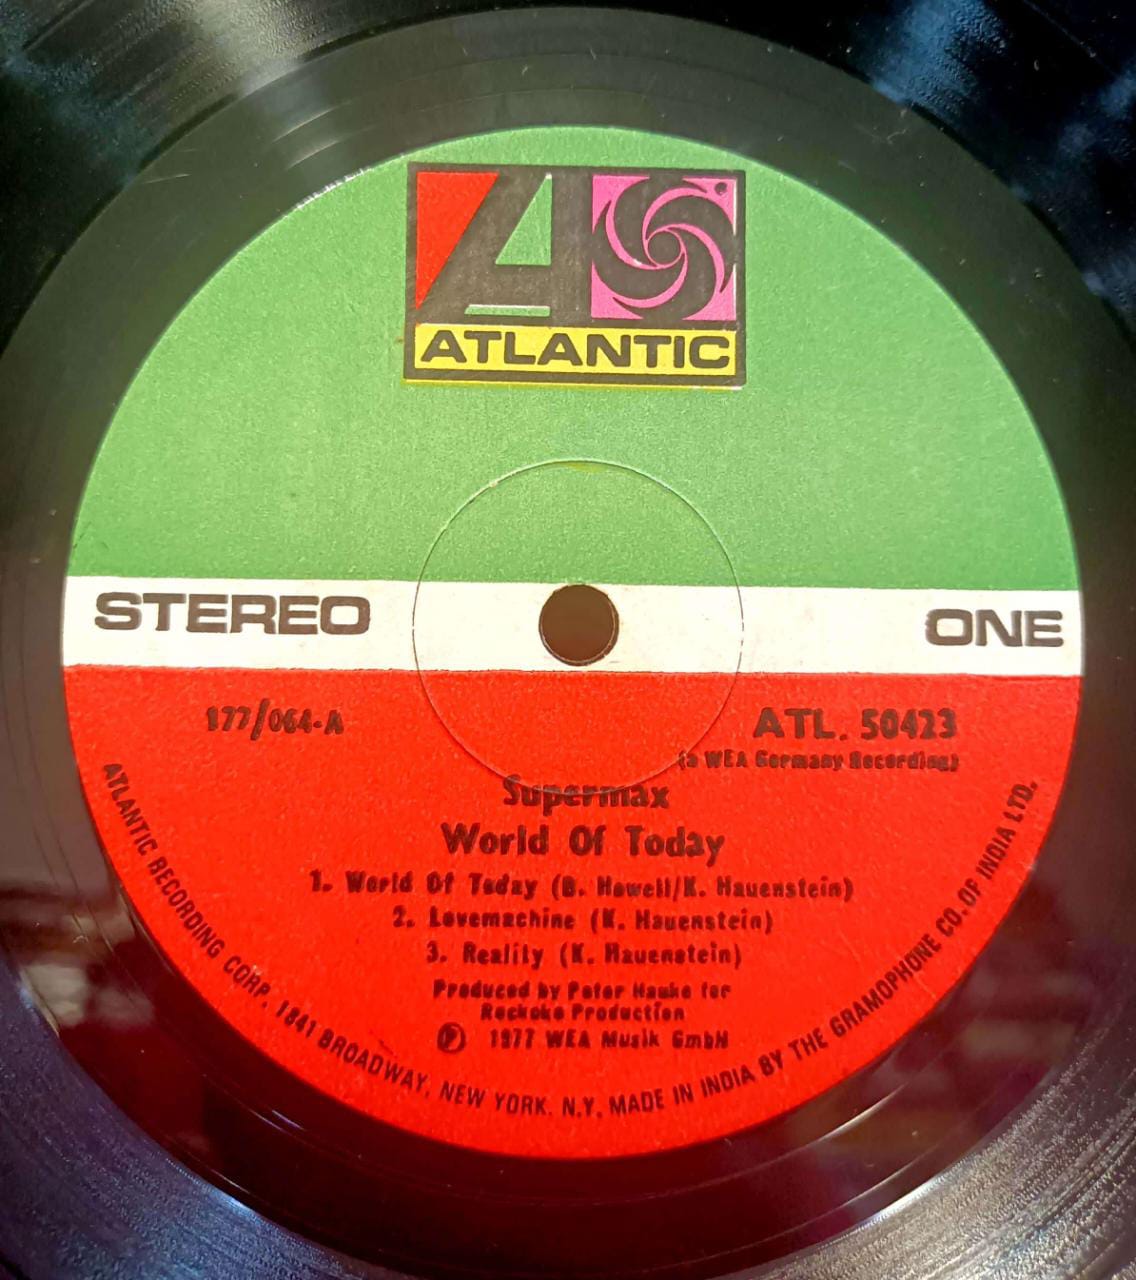 ATLANTIC
STEREO
ONE
177/064-A
ATL. 50423
(a WEA Germany Recording)
Supermax
World Of Today
1. World Of Today (B. Howell/K. Hauenstein)
2. Lovemachine (K. Hauenstein)
3. Reality (K. Hauenstein)
Produced by Peter Hauke for
Rockoko Production
Ⓟ 1977 WEA Musik GmbH
ATLANTIC RECORDING CORP. 1841 BROADWAY, NEW YORK. N.Y. MADE IN INDIA BY THE GRAMOPHONE CO. OF INDIA LTD.